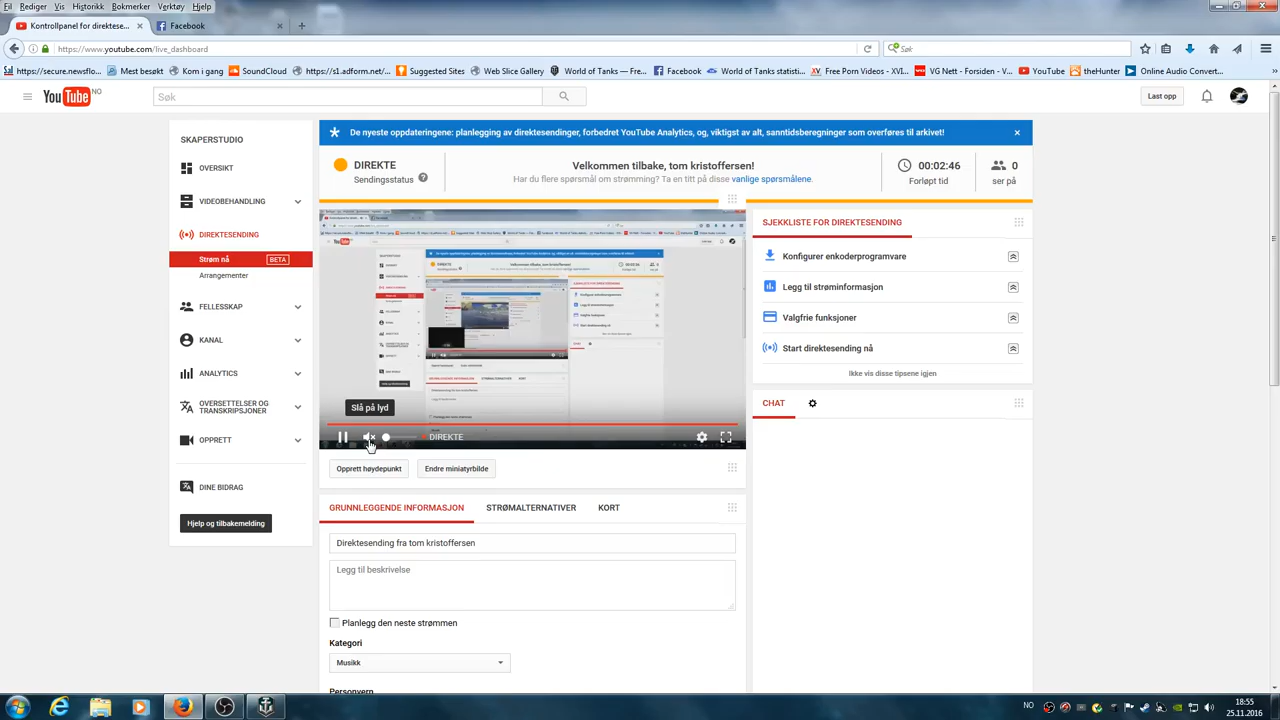 Fil Rediger Vis Historikk Bokmerker Verktøy Hjelp
Kontrollpanel for direktese... × Facebook × +
https://www.youtube.com/live_dashboard
Søk
https://secure.newsflo... Mest besøkt Kom i gang SoundCloud https://s1.adform.net/... Suggested Sites Web Slice Gallery World of Tanks — Free... Facebook World of Tanks statisti... Free Porn Videos - XVI... VG Nett - Forsiden - V... YouTube theHunter Online Audio Convert...
YouTube NO
Søk
Last opp
SKAPERSTUDIO
OVERSIKT
VIDEOBEHANDLING
DIREKTESENDING
Strøm nå BETA
Arrangementer
FELLESSKAP
KANAL
ANALYTICS
OVERSETTELSER OG
TRANSKRIPSJONER
OPPRETT
DINE BIDRAG
Hjelp og tilbakemelding
De nyeste oppdateringene: planlegging av direktesendinger, forbedret YouTube Analytics, og, viktigst av alt, sanntidsberegninger som overføres til arkivet! ×
DIREKTE
Sendingsstatus ?
Velkommen tilbake, tom kristoffersen!
Har du flere spørsmål om strømming? Ta en titt på disse vanlige spørsmålene.
00:02:46
Forløpt tid
0
ser på
Slå på lyd
DIREKTE
Opprett høydepunkt
Endre miniatyrbilde
GRUNNLEGGENDE INFORMASJON STRØMALTERNATIVER KORT
Direktesending fra tom kristoffersen
Legg til beskrivelse
Planlegg den neste strømmen
Kategori
Musikk
Personvern
SJEKKLISTE FOR DIREKTESENDING
Konfigurer enkoderprogramvare
Legg til strøminformasjon
Valgfrie funksjoner
Start direktesending nå
Ikke vis disse tipsene igjen
CHAT
NO
18:55
25.11.2016